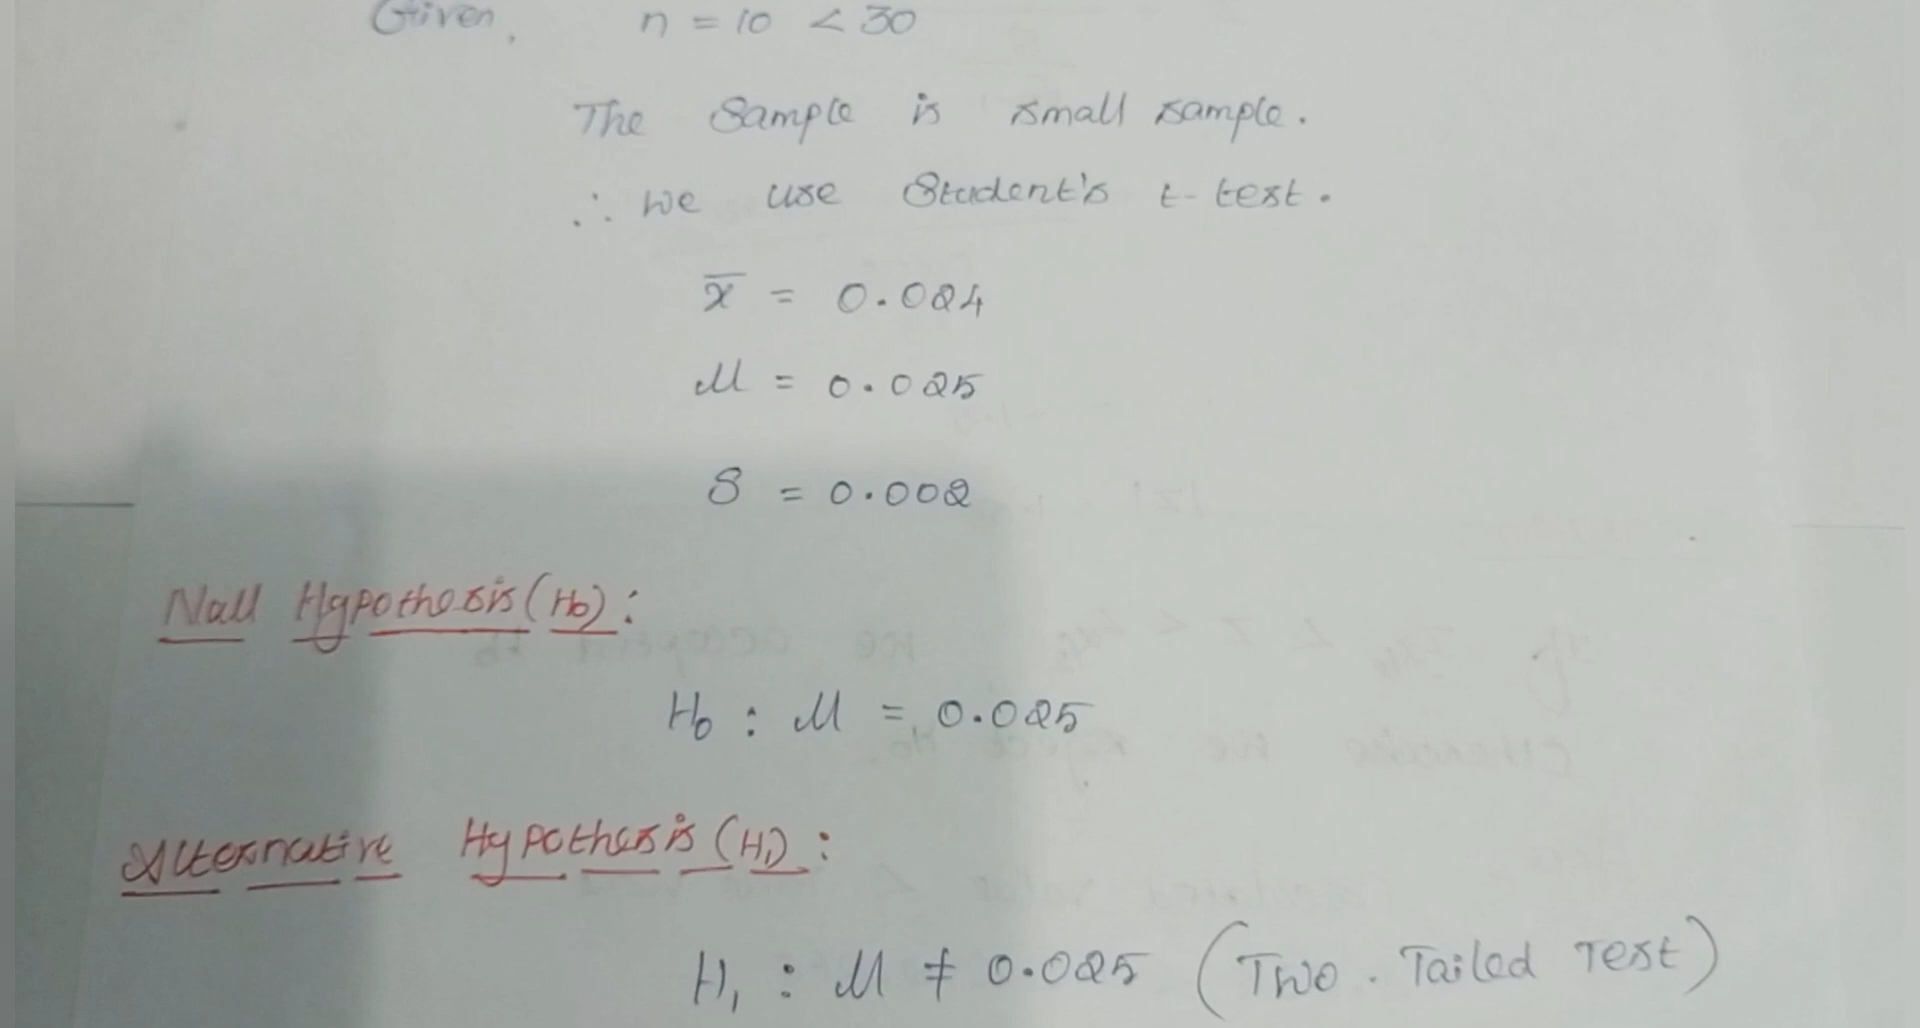 Given, n = 10 < 30
The Sample is small sample.
∴ we use Student's t-test.
x̄ = 0.024
μ = 0.025
S = 0.002
Null Hypothesis (H₀):
H₀ : μ = 0.025
Alternative Hypothesis (H₁):
H₁ : μ ≠ 0.025 (Two. Tailed Test)